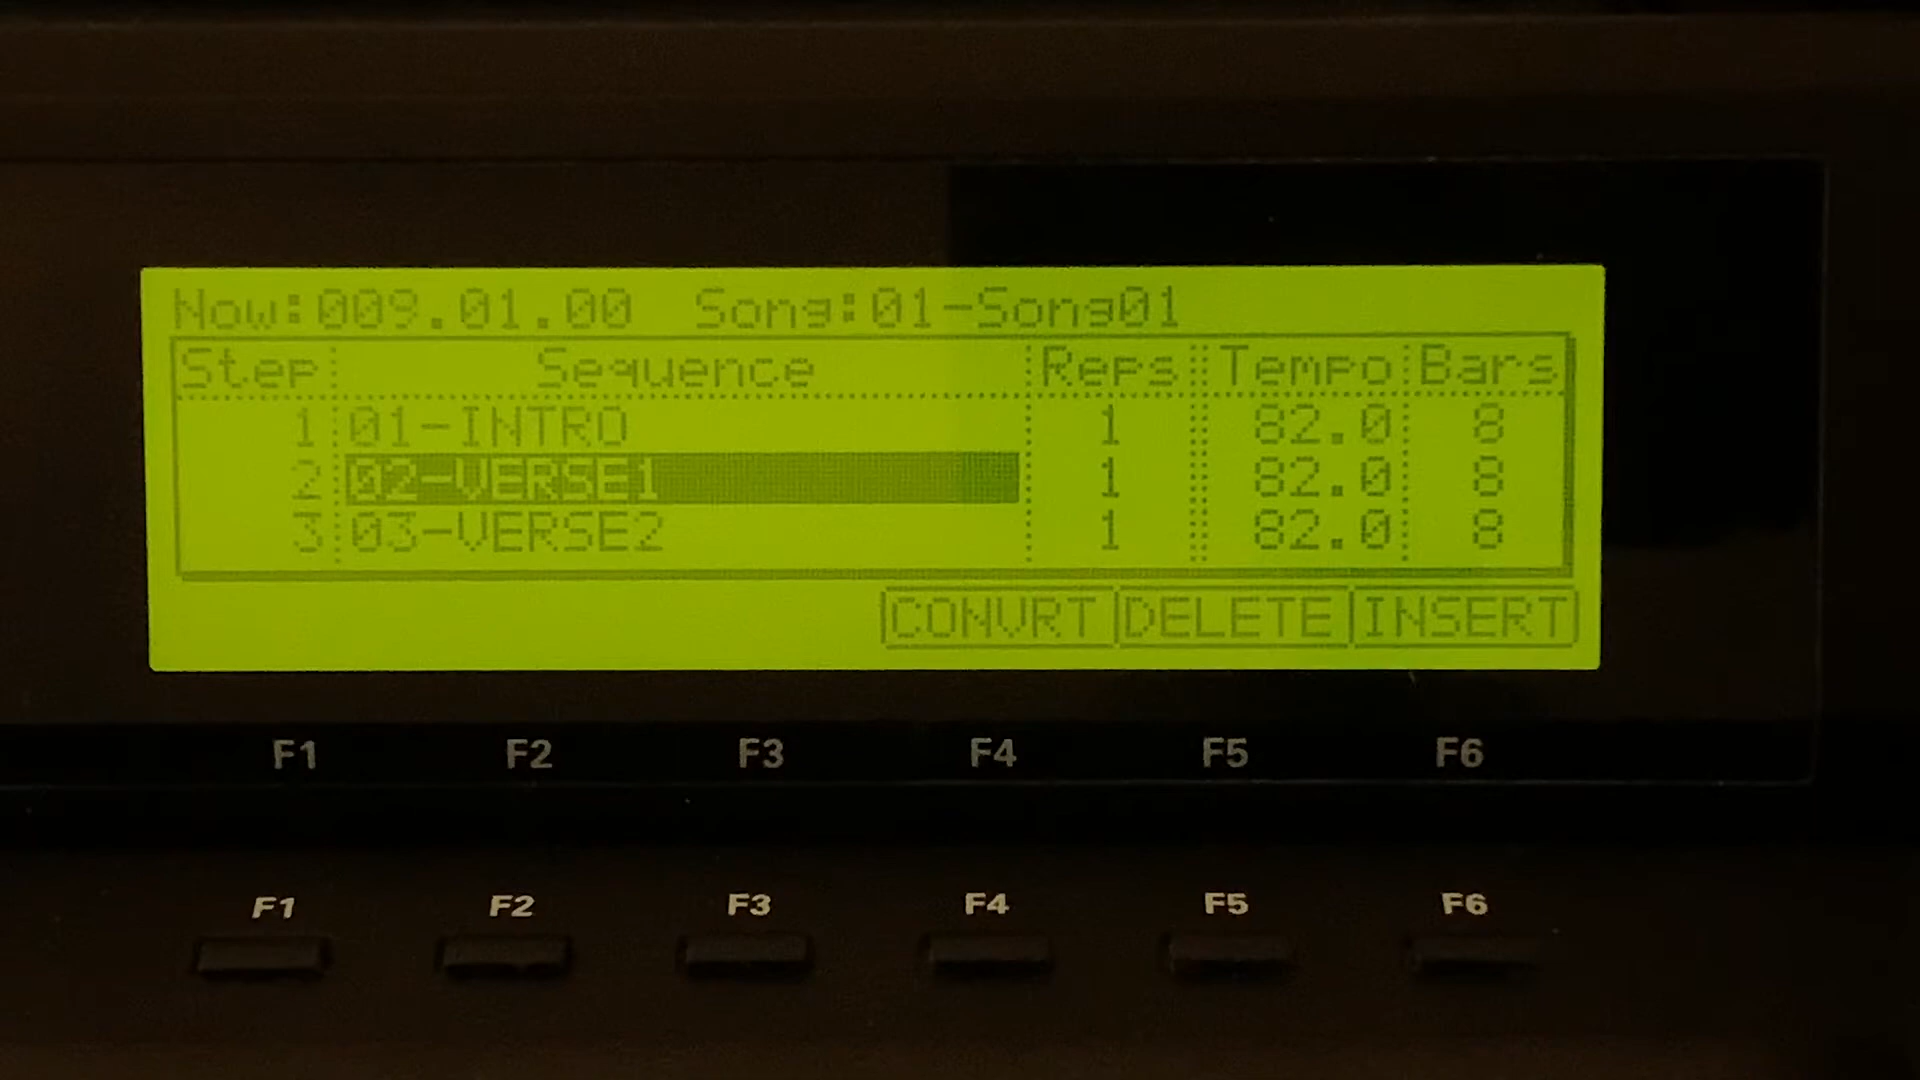 Now:009.01.00 Song:01-Song01
Step Sequence Reps Tempo Bars
1 01-INTRO 1 82.0 8
2 02-VERSE1 1 82.0 8
3 03-VERSE2 1 82.0 8
CONVRT DELETE INSERT
F1 F2 F3 F4 F5 F6
F1 F2 F3 F4 F5 F6